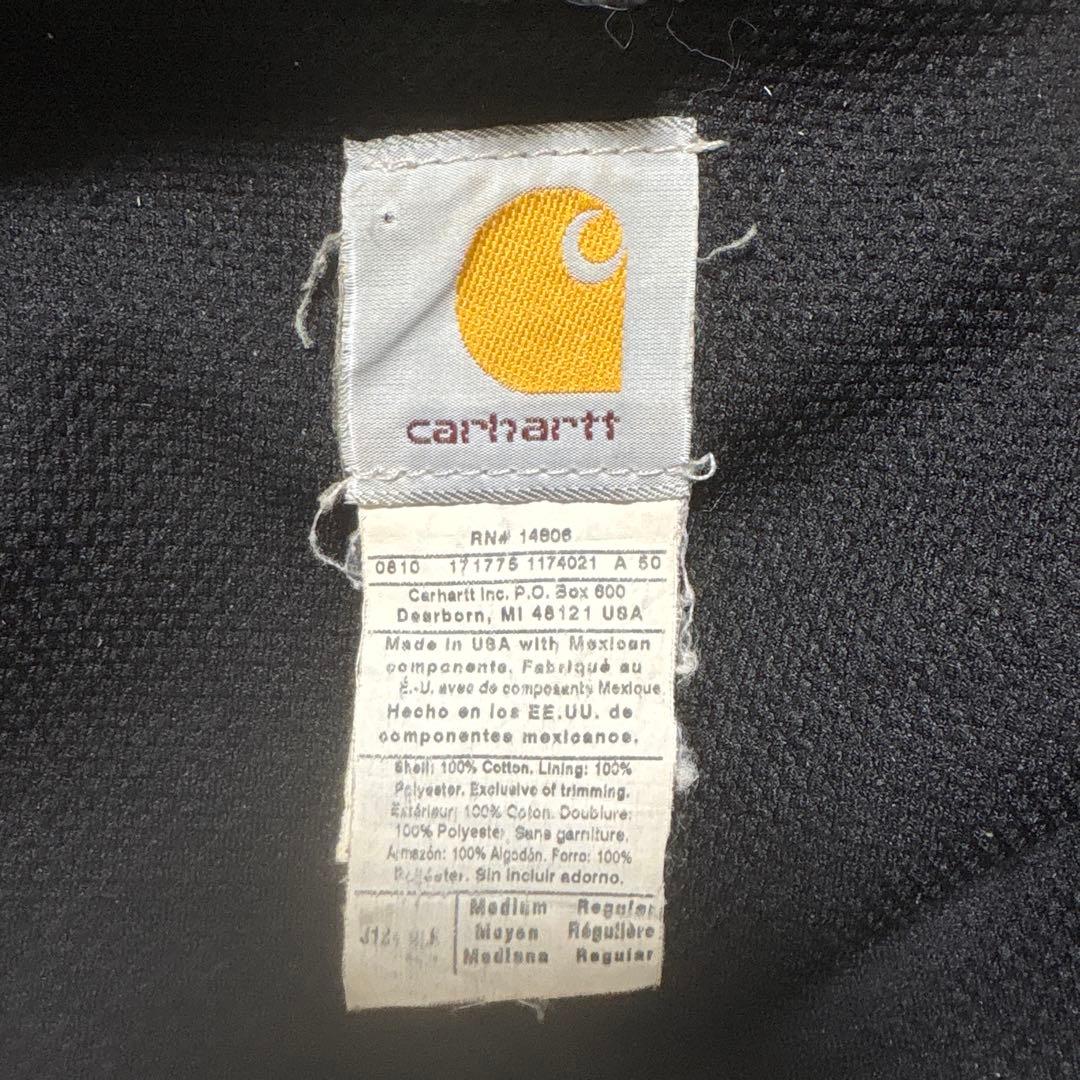 carhartt
RN# 14806
0810 171775 1174021 A 50
Carhartt Inc. P.O. Box 600
Dearborn, MI 48121 USA
Made in USA with Mexican
components. Fabriqué au
É.-U. avec de composants Mexique
Hecho en los EE.UU. de
componentes mexicanos.
Shell: 100% Cotton. Lining: 100%
Polyester. Exclusive of trimming.
Extérieur: 100% Coton. Doublure:
100% Polyester. Sans garniture.
Armazón: 100% Algodón. Forro: 100%
Poliéster. Sin incluir adorno.
Medium Regular
Moyen Régulière
Mediana Regular